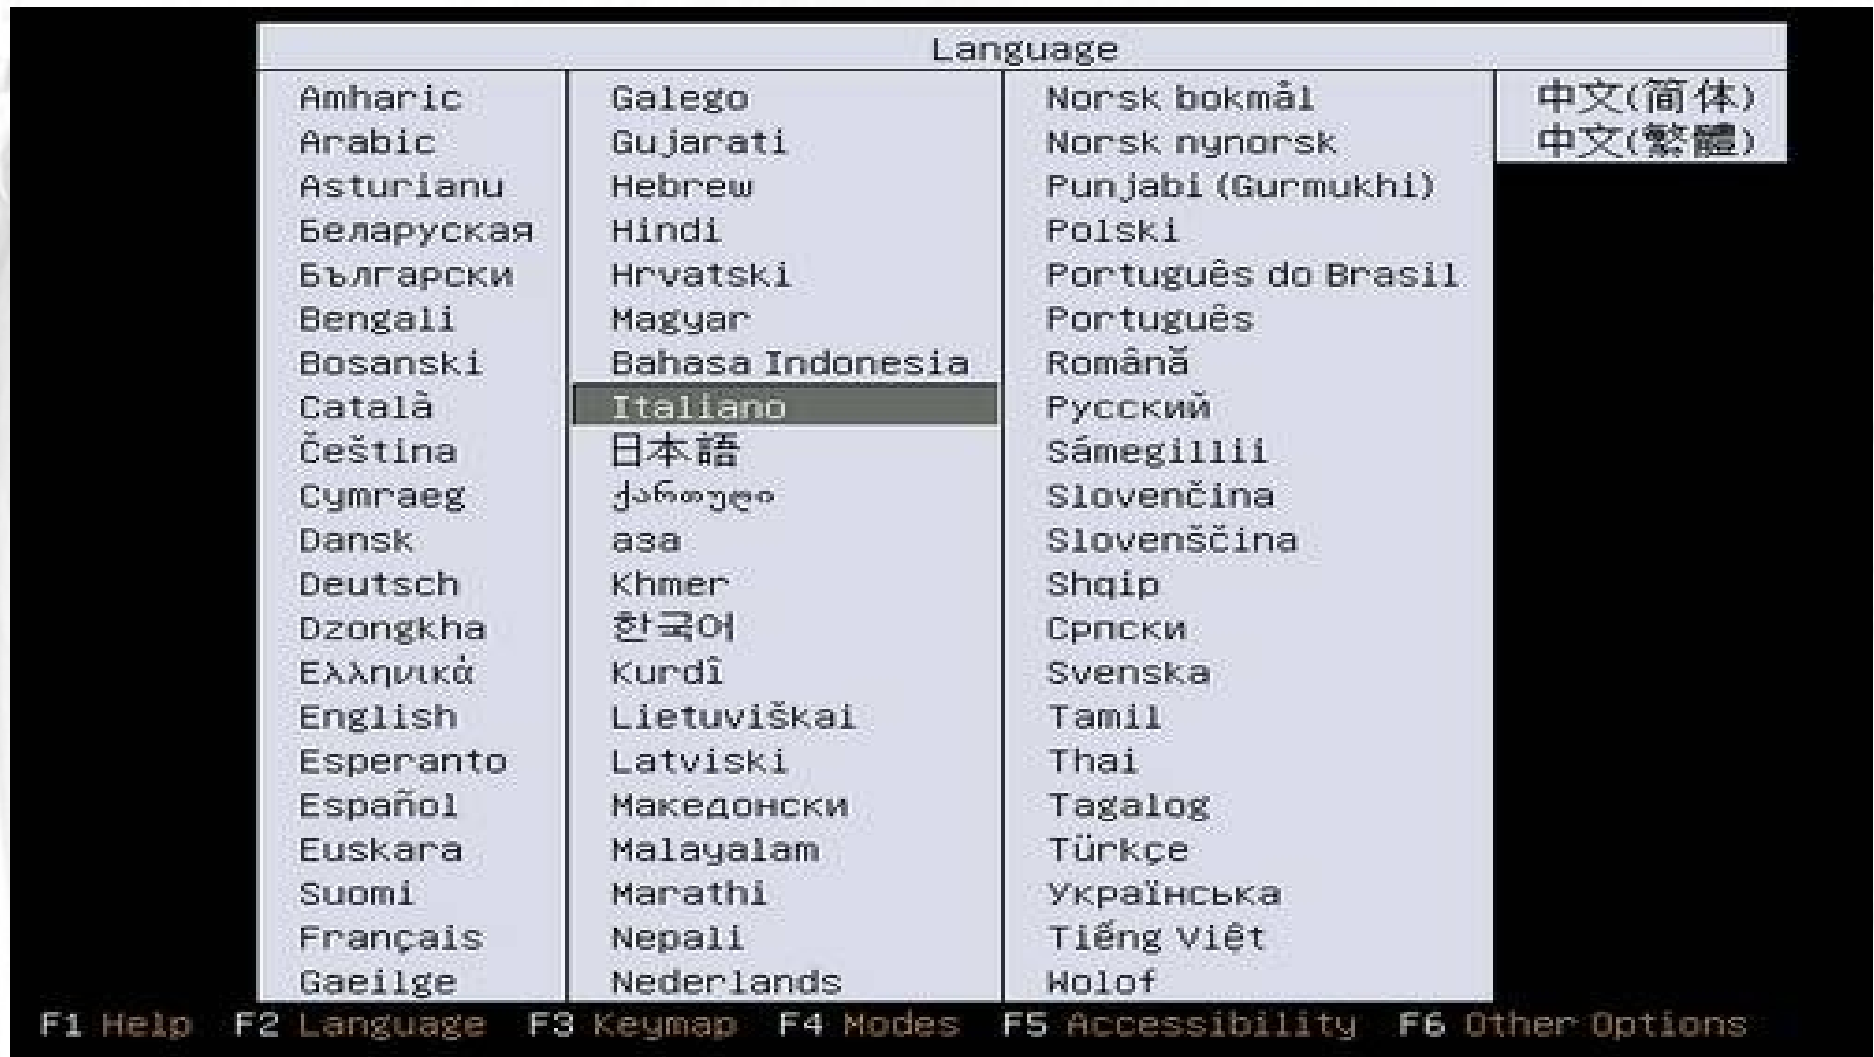 Language
Amharic
Arabic
Asturianu
Беларуская
Български
Bengali
Bosanski
Català
Čeština
Cymraeg
Dansk
Deutsch
Dzongkha
Ελληνικά
English
Esperanto
Español
Euskara
Suomi
Français
Gaeilge
Galego
Gujarati
Hebrew
Hindi
Hrvatski
Magyar
Bahasa Indonesia
Italiano
日本語
ქართული
аза
Khmer
한국어
Kurdî
Lietuviškai
Latviski
Македонски
Malayalam
Marathi
Nepali
Nederlands
Norsk bokmål
Norsk nynorsk
Punjabi (Gurmukhi)
Polski
Português do Brasil
Português
Română
Русский
Sámegillii
Slovenčina
Slovenščina
Shqip
Српски
Svenska
Tamil
Thai
Tagalog
Türkçe
Українська
Tiếng Việt
Wolof
中文(简体)
中文(繁體)
F1 Help F2 Language F3 Keymap F4 Modes F5 Accessibility F6 Other Options